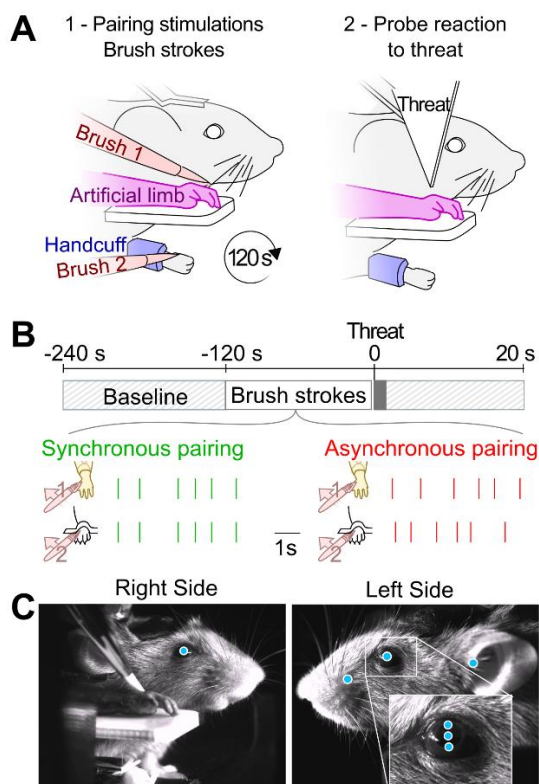 A
1 - Pairing stimulations
Brush strokes
2 - Probe reaction
to threat
Brush 1
Artificial limb
Handcuff
Brush 2
120 s
Threat
B
Threat
-240 s
-120 s
0
20 s
Baseline
Brush strokes
Synchronous pairing
Asynchronous pairing
1
1
2
2
1s
C
Right Side
Left Side